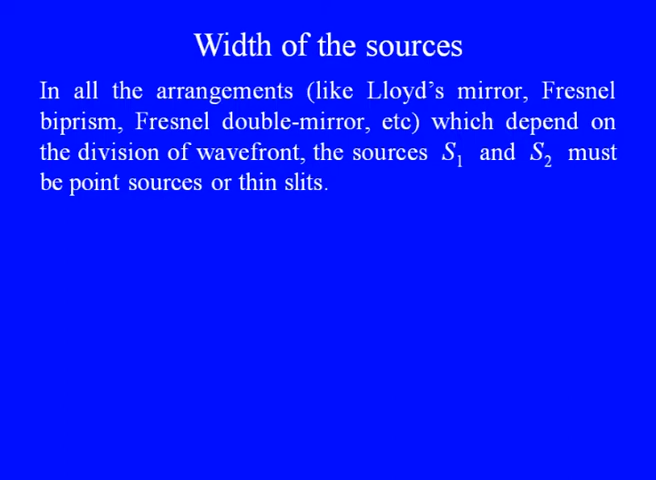 Width of the sources
In all the arrangements (like Lloyd's mirror, Fresnel
biprism, Fresnel double-mirror, etc) which depend on
the division of wavefront, the sources S₁ and S₂ must
be point sources or thin slits.